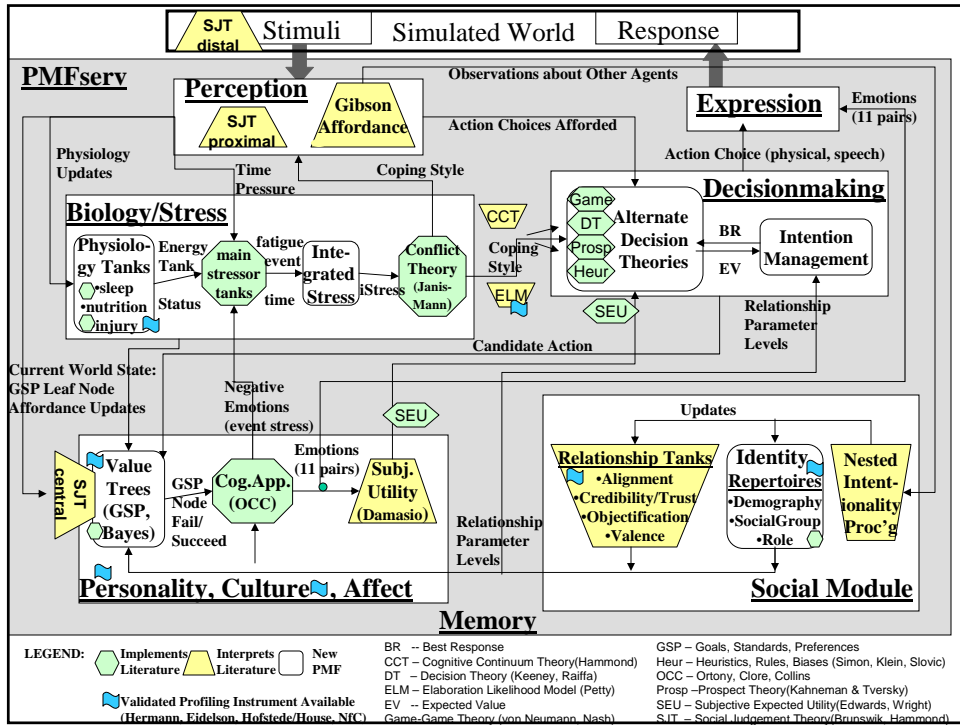 SJT
distal
Stimuli
Simulated World
Response
PMFserv
Perception
SJT
proximal
Gibson
Affordance
Observations about Other Agents
Action Choices Afforded
Expression
Emotions
(11 pairs)
Physiology
Updates
Time
Pressure
Coping Style
Action Choice (physical, speech)
Biology/Stress
Physiolo-
gy Tanks
•sleep
•nutrition
injury
Energy
Tank
Status
main
stressor
tanks
fatigue
event
time
Inte-
grated
Stress
iStress
Conflict
Theory
(Janis-
Mann)
CCT
Coping
Style
ELM
Decisionmaking
Game
DT
Prosp
Heur
Alternate
Decision
Theories
BR
EV
Intention
Management
SEU
Relationship
Parameter
Levels
Candidate Action
Current World State:
GSP Leaf Node
Affordance Updates
Negative
Emotions
(event stress)
SEU
SJT
central
Value
Trees
(GSP,
Bayes)
GSP
Node
Fail/
Succeed
Cog.App.
(OCC)
Emotions
(11 pairs)
Subj.
Utility
(Damasio)
Relationship
Parameter
Levels
Personality, Culture , Affect
Updates
Relationship Tanks
•Alignment
•Credibility/Trust
•Objectification
•Valence
Identity
Repertoires
•Demography
•SocialGroup
•Role
Nested
Intent-
ionality
Proc'g
Social Module
Memory
LEGEND:
Implements
Literature
Interprets
Literature
New
PMF
Validated Profiling Instrument Available
(Hermann, Eidelson, Hofstede/House, NfC)
BR -- Best Response
CCT – Cognitive Continuum Theory(Hammond)
DT – Decision Theory (Keeney, Raiffa)
ELM – Elaboration Likelihood Model (Petty)
EV – Expected Value
Game-Game Theory (von Neumann, Nash)
GSP – Goals, Standards, Preferences
Heur – Heuristics, Rules, Biases (Simon, Klein, Slovic)
OCC – Ortony, Clore, Collins
Prosp –Prospect Theory(Kahneman & Tversky)
SEU – Subjective Expected Utility(Edwards, Wright)
SJT – Social Judgement Theory(Brunswik, Hammond)